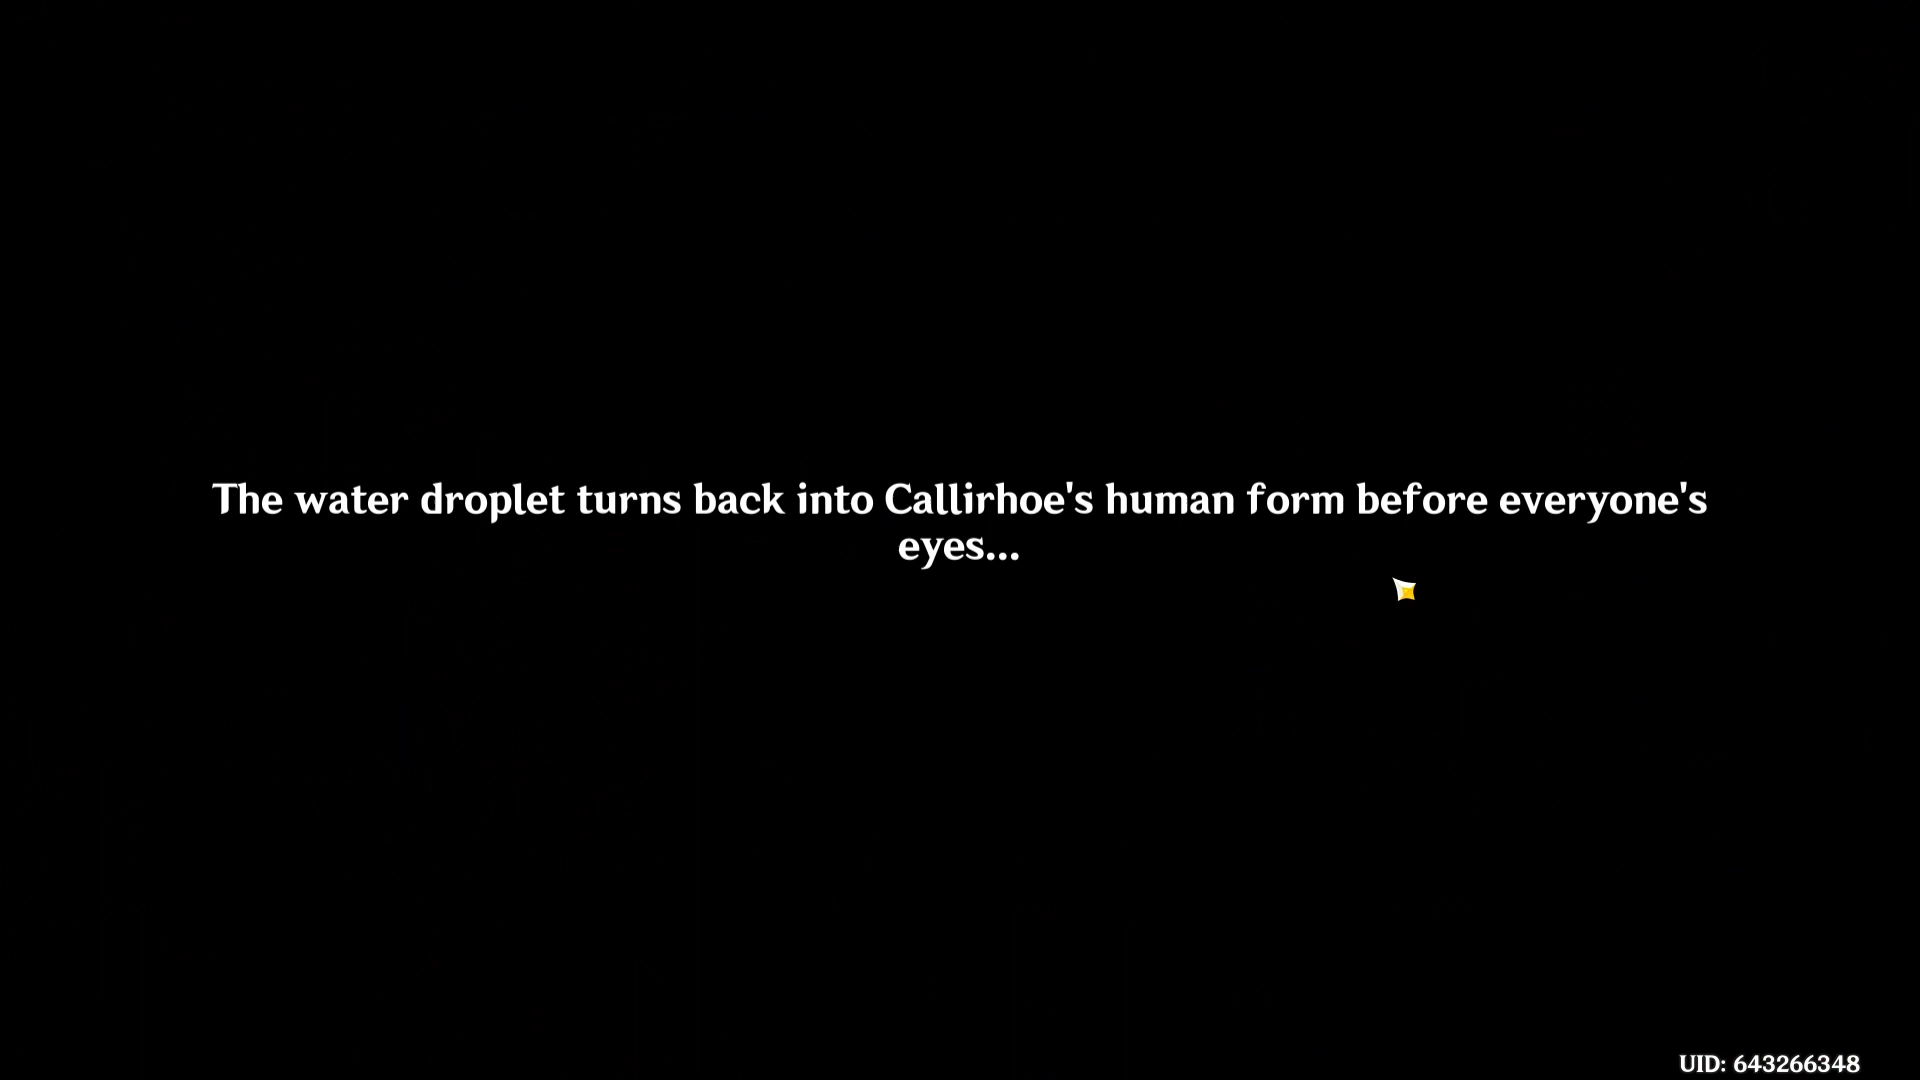 The water droplet turns back into Callirhoe's human form before everyone's
eyes...
UID: 643266348